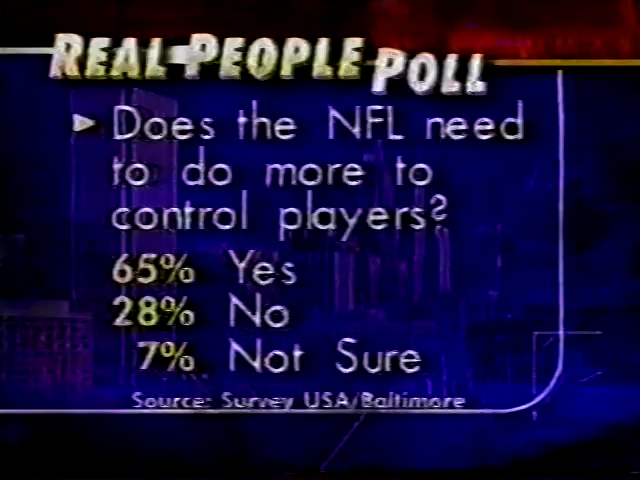 REAL-PEOPLE POLL
Does the NFL need
to do more to
control players?
65% Yes
28% No
7% Not Sure
Source: Survey USA/Baltimore